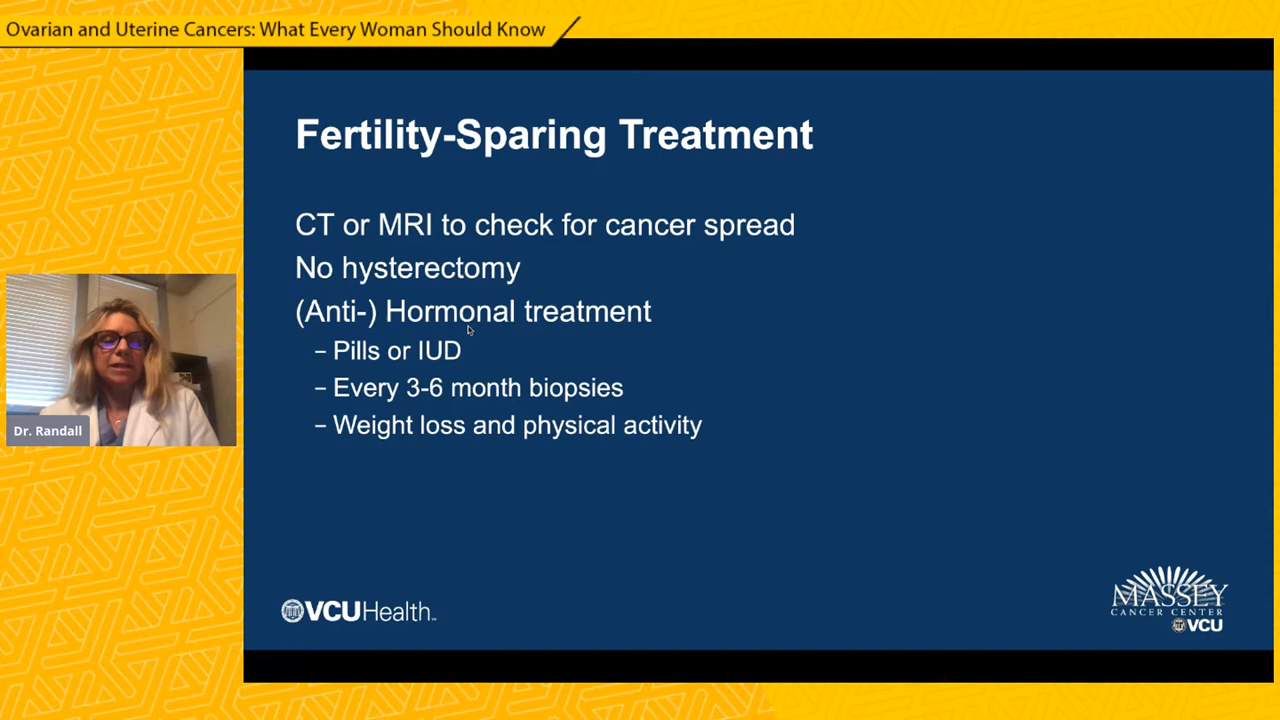 Ovarian and Uterine Cancers: What Every Woman Should Know
Fertility-Sparing Treatment
CT or MRI to check for cancer spread
No hysterectomy
(Anti-) Hormonal treatment
– Pills or IUD
– Every 3-6 month biopsies
– Weight loss and physical activity
Dr. Randall
VCUHealth™
MASSEY
CANCER CENTER
VCU